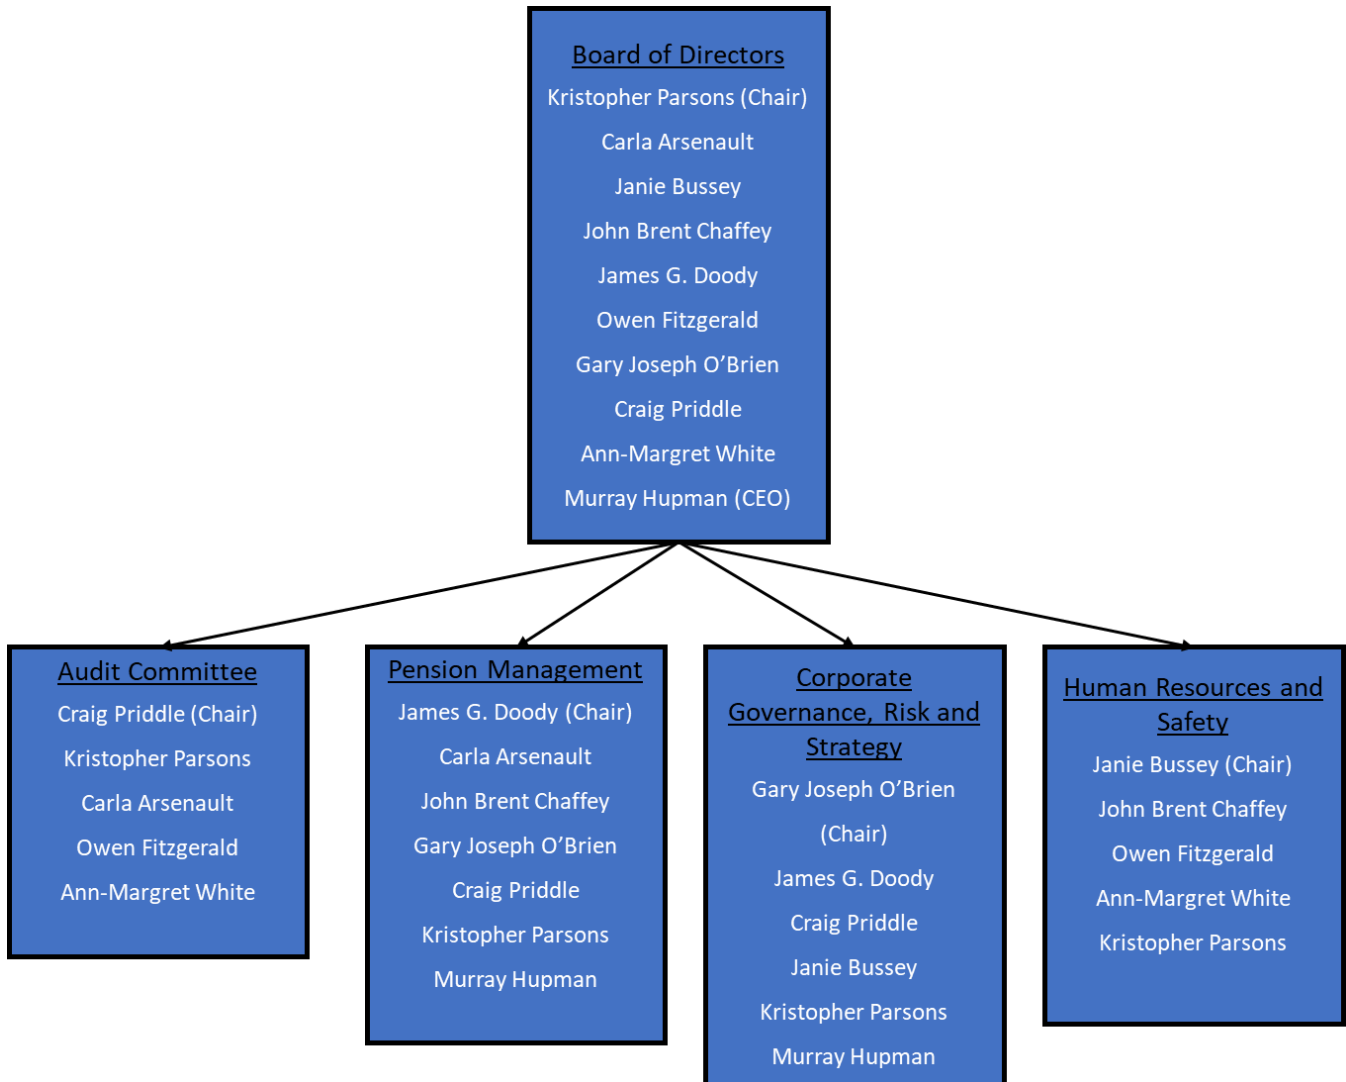 Board of Directors
Kristopher Parsons (Chair)
Carla Arsenault
Janie Bussey
John Brent Chaffey
James G. Doody
Owen Fitzgerald
Gary Joseph O’Brien
Craig Priddle
Ann-Margret White
Murray Hupman (CEO)
Audit Committee
Craig Priddle (Chair)
Kristopher Parsons
Carla Arsenault
Owen Fitzgerald
Ann-Margret White
Pension Management
James G. Doody (Chair)
Carla Arsenault
John Brent Chaffey
Gary Joseph O’Brien
Craig Priddle
Kristopher Parsons
Murray Hupman
Corporate
Governance, Risk and
Strategy
Gary Joseph O’Brien
(Chair)
James G. Doody
Craig Priddle
Janie Bussey
Kristopher Parsons
Murray Hupman
Human Resources and
Safety
Janie Bussey (Chair)
John Brent Chaffey
Owen Fitzgerald
Ann-Margret White
Kristopher Parsons